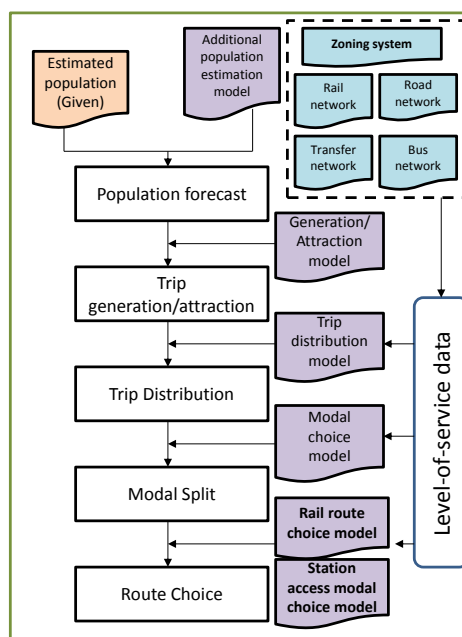 Estimated
population
(Given)
Additional
population
estimation
model
Zoning system
Rail
network
Road
network
Transfer
network
Bus
network
Population forecast
Generation/
Attraction
model
Trip
generation/attraction
Trip
distribution
model
Trip Distribution
Modal
choice
model
Modal Split
Rail route
choice model
Station
access modal
choice model
Route Choice
Level-of-service data